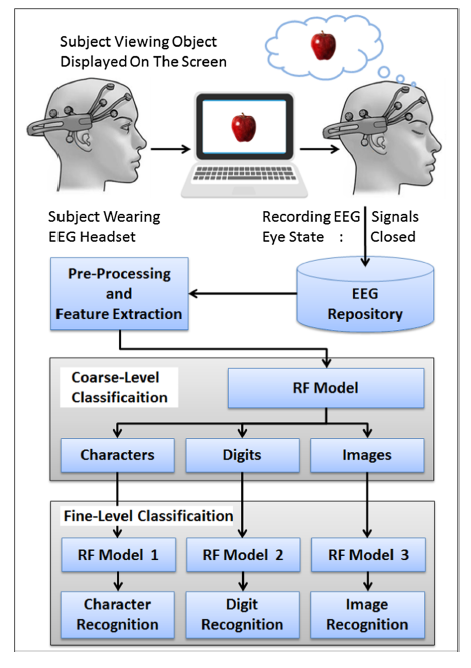 Subject Viewing Object
Displayed On The Screen
Subject Wearing
EEG Headset
Recording EEG Signals
Eye State : Closed
Pre-Processing
and
Feature Extraction
EEG
Repository
Coarse-Level
Classificaition
RF Model
Characters
Digits
Images
Fine-Level Classificaition
RF Model 1
RF Model 2
RF Model 3
Character
Recognition
Digit
Recognition
Image
Recognition